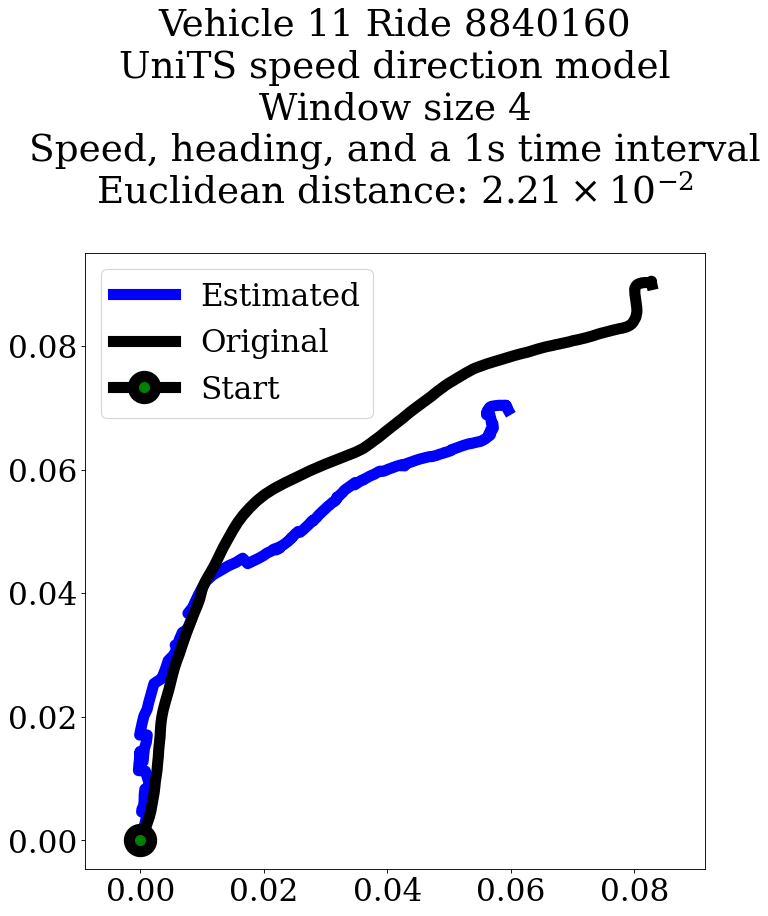 Vehicle 11 Ride 8840160
UniTS speed direction model
Window size 4
Speed, heading, and a 1s time interval
Euclidean distance: 2.21 × 10⁻²
Estimated
Original
Start
0.08
0.06
0.04
0.02
0.00
0.00 0.02 0.04 0.06 0.08